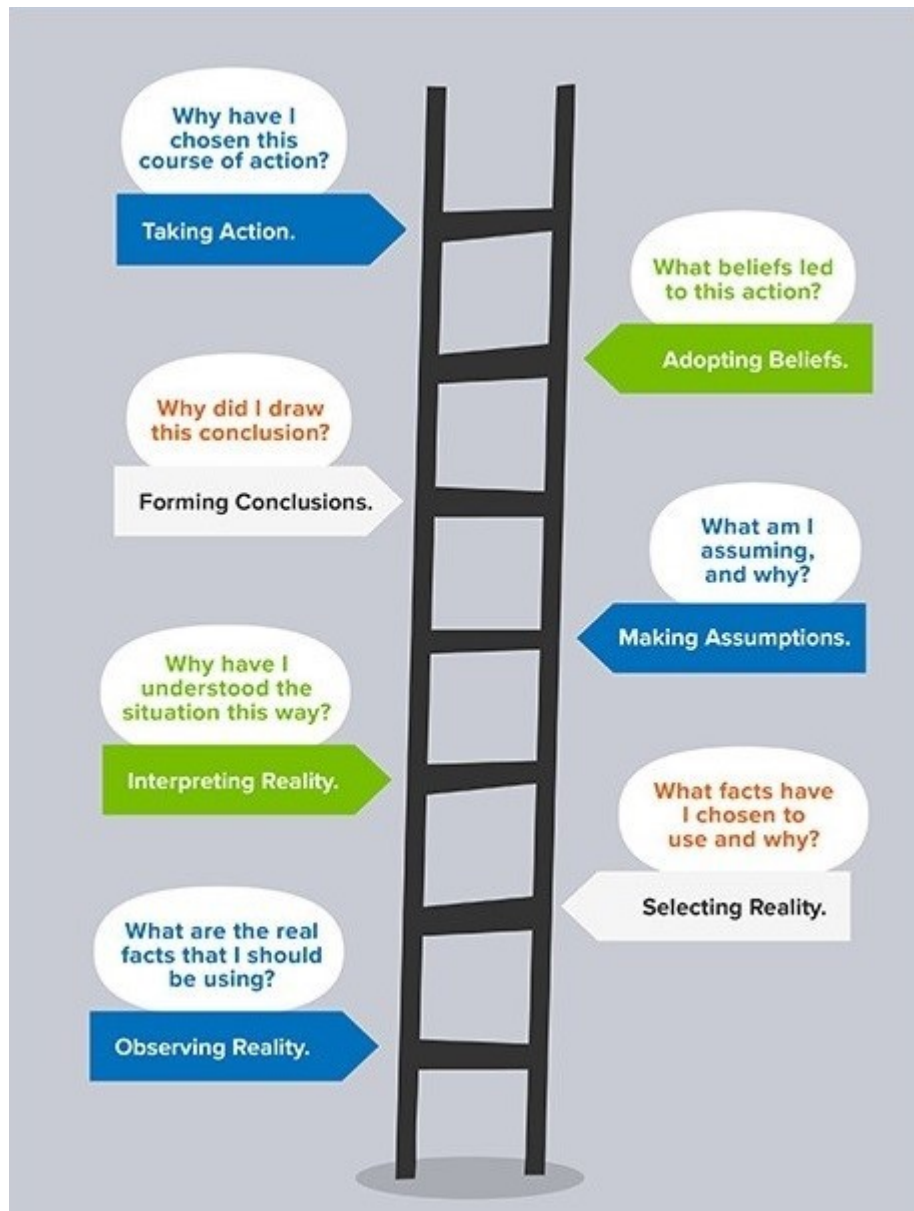 Why have I
chosen this
course of action?
Taking Action.
What beliefs led
to this action?
Adopting Beliefs.
Why did I draw
this conclusion?
Forming Conclusions.
What am I
assuming,
and why?
Making Assumptions.
Why have I
understood the
situation this way?
Interpreting Reality.
What facts have
I chosen to
use and why?
Selecting Reality.
What are the real
facts that I should
be using?
Observing Reality.